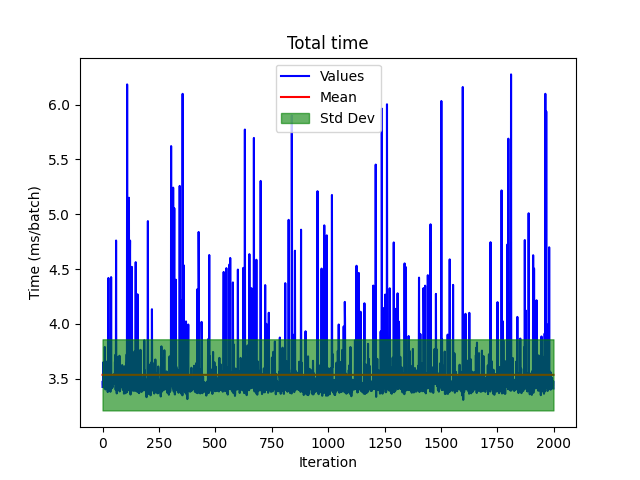 Total time
Values
Mean
Std Dev
Time (ms/batch)
6.0
5.5
5.0
4.5
4.0
3.5
0 250 500 750 1000 1250 1500 1750 2000
Iteration